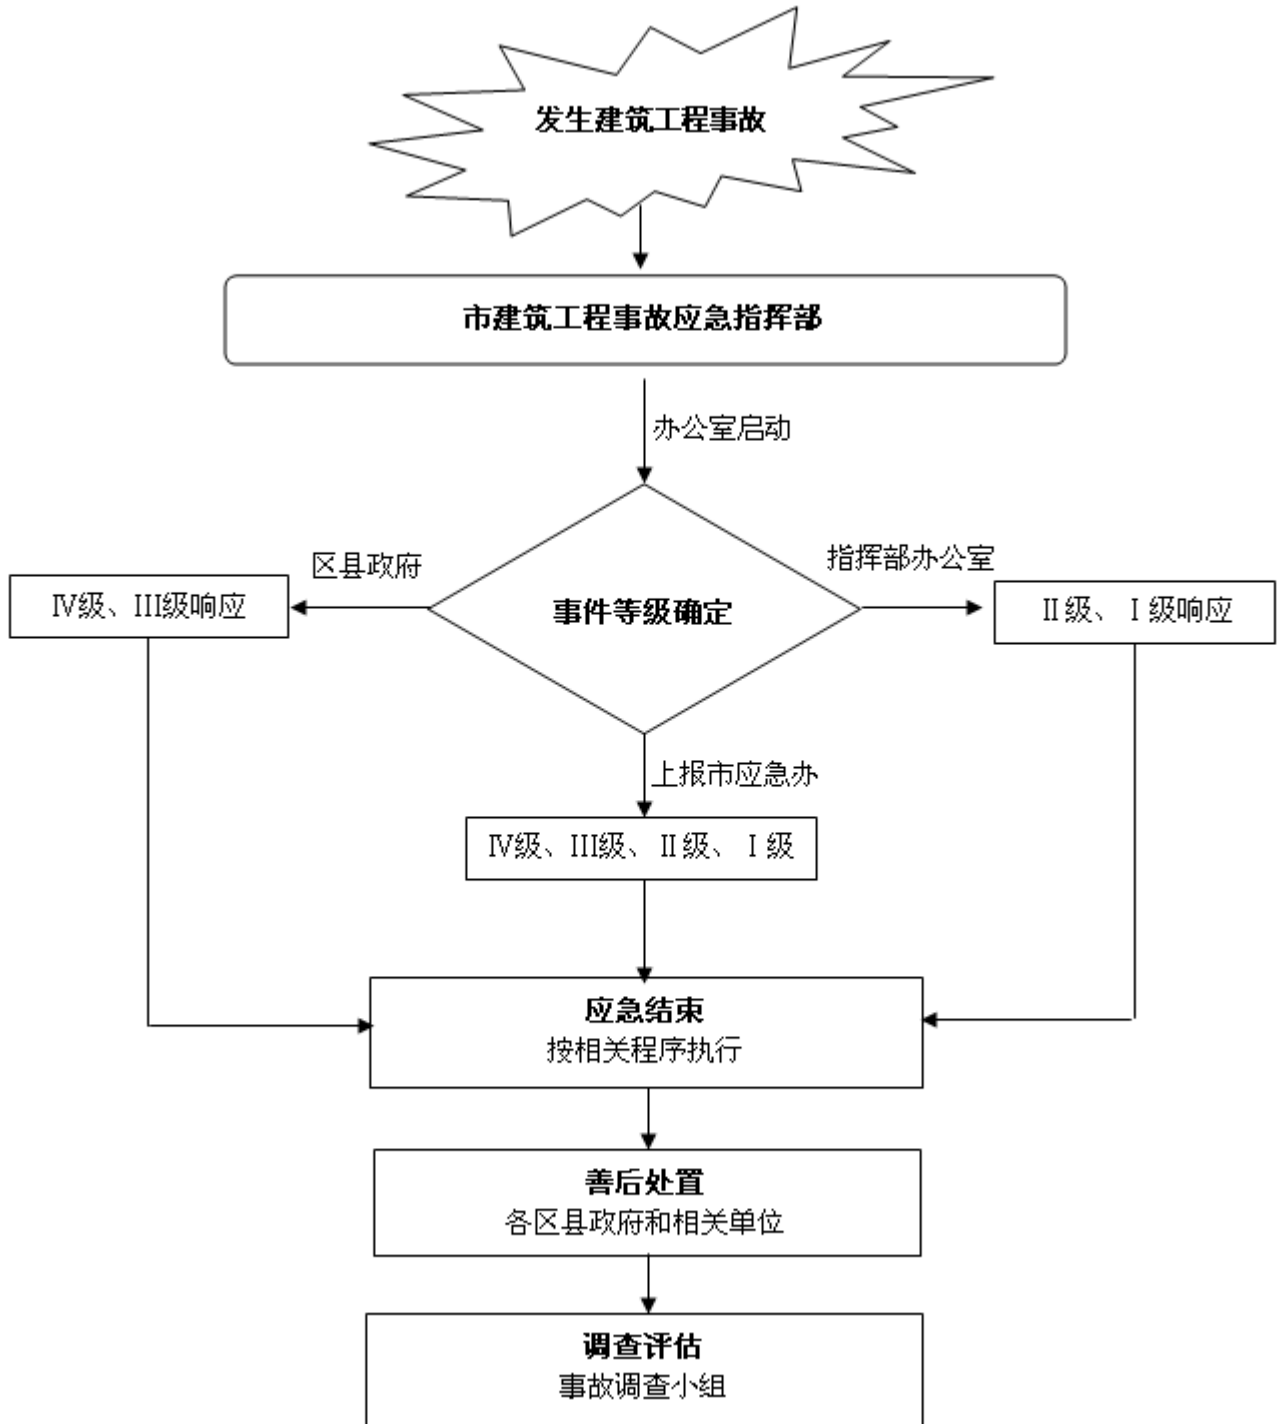 发生建筑工程事故
市建筑工程事故应急指挥部
办公室启动
区县政府
指挥部办公室
Ⅳ级、III级响应
事件等级确定
Ⅱ级、Ⅰ级响应
上报市应急办
Ⅳ级、III级、Ⅱ级、Ⅰ级
应急结束
按相关程序执行
善后处置
各区县政府和相关单位
调查评估
事故调查小组